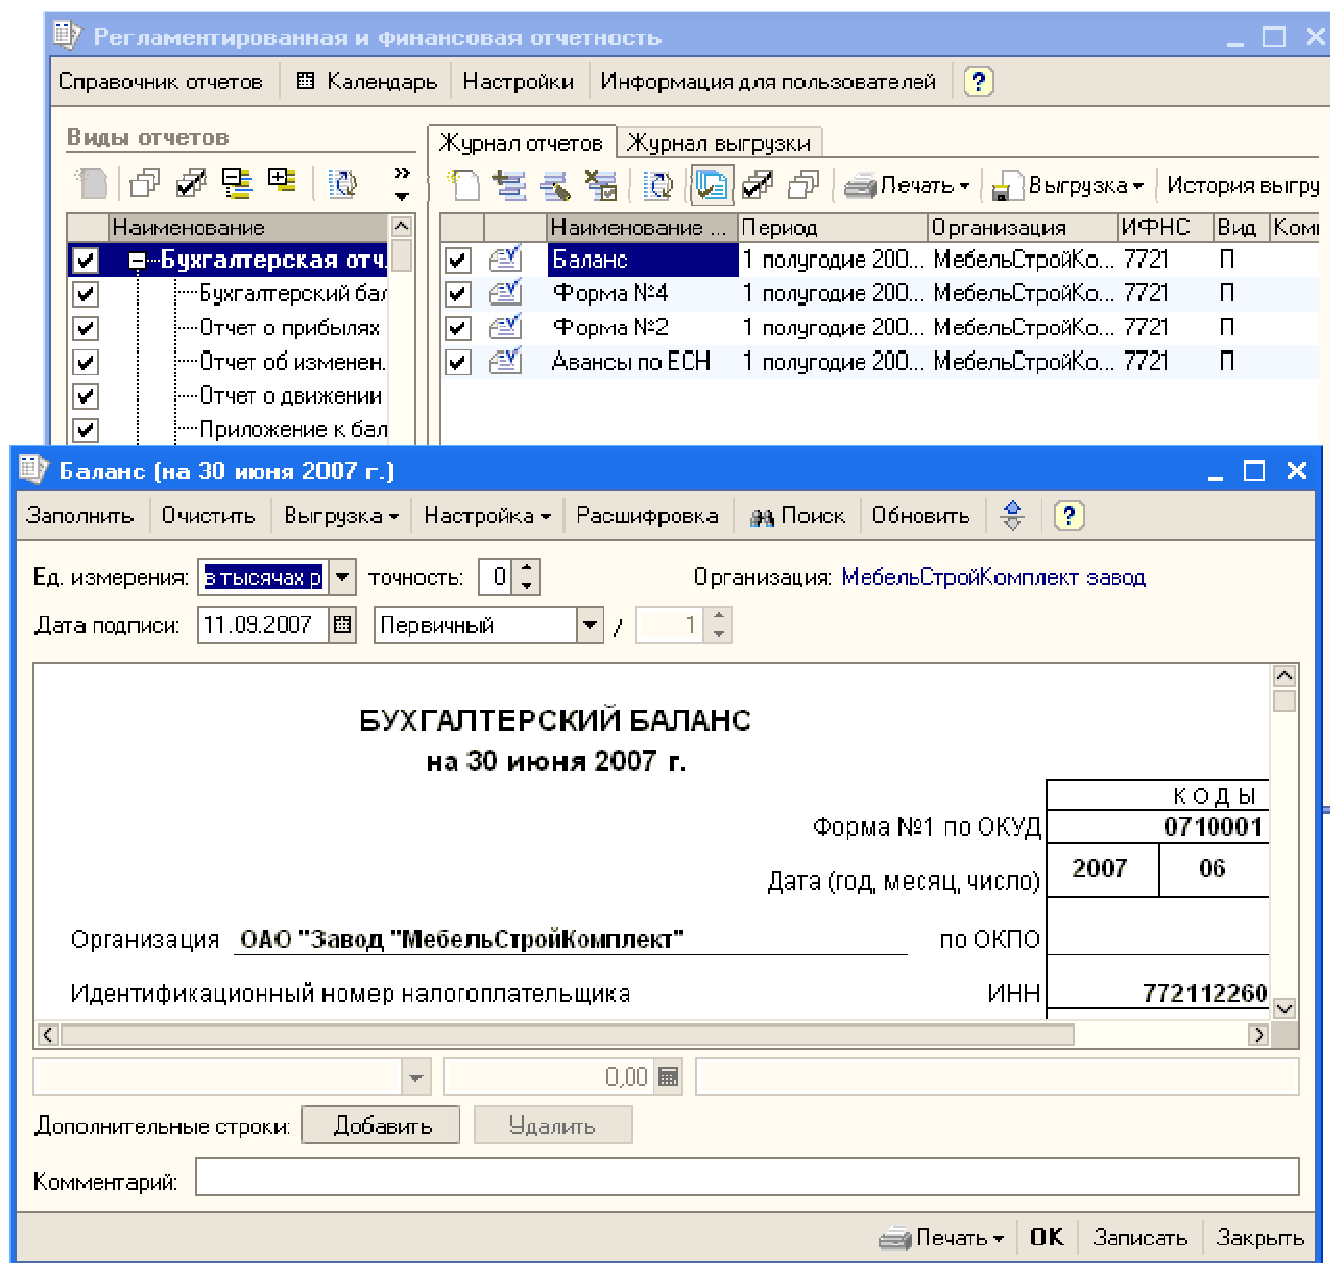 Регламентированная и финансовая отчетность
Справочник отчетов Календарь Настройки Информация для пользователей ?
Виды отчетов
Журнал отчетов Журнал выгрузки
Печать Выгрузка История выгру
Наименование
Наименование ... Период Организация ИФНС Вид Ком
Бухгалтерская отч.
Баланс 1 полугодие 200... МебельСтройКо... 7721 П
Бухгалтерский бал
Форма №4 1 полугодие 200... МебельСтройКо... 7721 П
Отчет о прибылях
Форма №2 1 полугодие 200... МебельСтройКо... 7721 П
Отчет об изменен.
Авансы по ЕСН 1 полугодие 200... МебельСтройКо... 7721 П
Отчет о движении
Приложение к бал
Баланс (на 30 июня 2007 г.)
Заполнить Очистить Выгрузка Настройка Расшифровка Поиск Обновить ?
Ед. измерения: в тысячах р точность: 0 Организация: МебельСтройКомплект завод
Дата подписи: 11.09.2007 Первичный / 1
БУХГАЛТЕРСКИЙ БАЛАНС
на 30 июня 2007 г.
К О Д Ы
Форма №1 по ОКУД 0710001
Дата (год, месяц, число) 2007 06
Организация ОАО "Завод "МебельСтройКомплект" по ОКПО
Идентификационный номер налогоплательщика ИНН 772112260
0,00
Дополнительные строки: Добавить Удалить
Комментарий:
Печать ОК Записать Закрыть